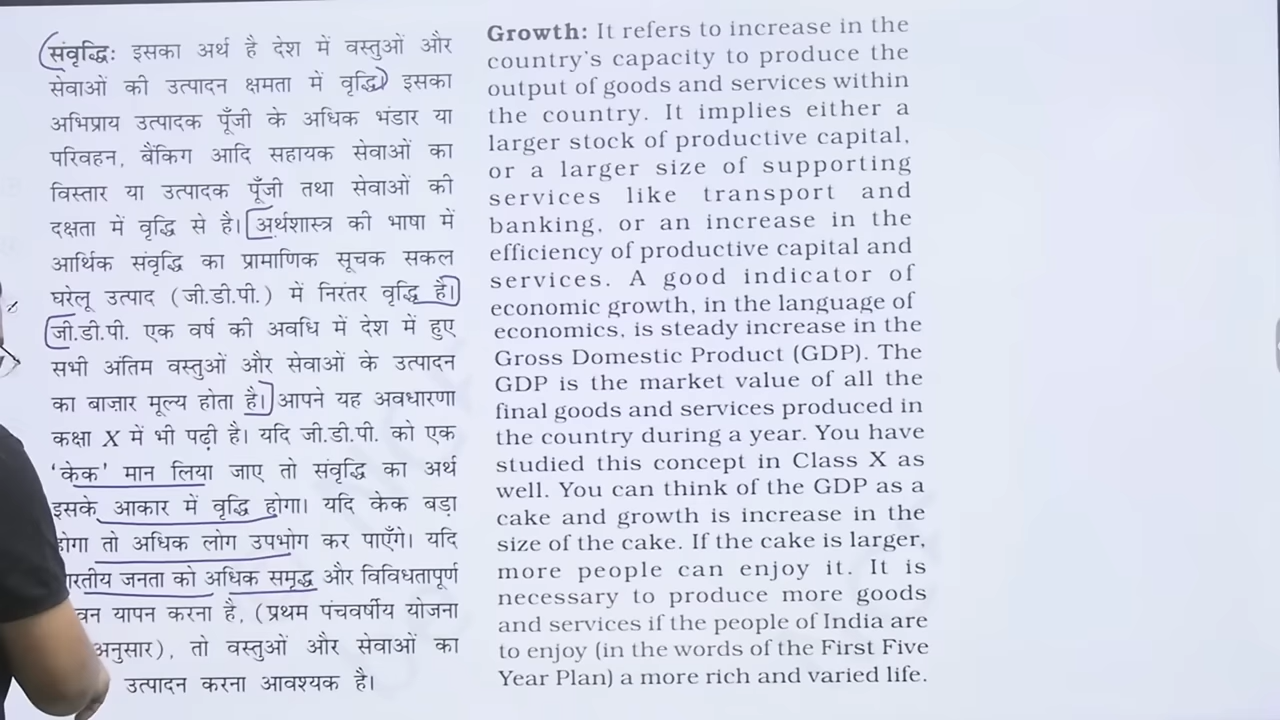 संवृद्धिः इसका अर्थ है देश में वस्तुओं और
सेवाओं की उत्पादन क्षमता में वृद्धि। इसका
अभिप्राय उत्पादक पूँजी के अधिक भंडार या
परिवहन, बैंकिग आदि सहायक सेवाओं का
विस्तार या उत्पादक पूँजी तथा सेवाओं की
दक्षता में वृद्धि से है। अर्थशास्त्र की भाषा में
आर्थिक संवृद्धि का प्रामाणिक सूचक सकल
घरेलू उत्पाद (जी.डी.पी.) में निरंतर वृद्धि है।
जी.डी.पी. एक वर्ष की अवधि में देश में हुए
सभी अंतिम वस्तुओं और सेवाओं के उत्पादन
का बाज़ार मूल्य होता है। आपने यह अवधारणा
कक्षा X में भी पढ़ी है। यदि जी.डी.पी. को एक
‘केक’ मान लिया जाए तो संवृद्धि का अर्थ
इसके आकार में वृद्धि होगा। यदि केक बड़ा
होगा तो अधिक लोग उपभोग कर पाएँगे। यदि
जनता को अधिक समृद्ध और विविधतापूर्ण
यापन करना है, (प्रथम पंचवर्षीय योजना
अनुसार), तो वस्तुओं और सेवाओं का
उत्पादन करना आवश्यक है।
Growth: It refers to increase in the
country's capacity to produce the
output of goods and services within
the country. It implies either a
larger stock of productive capital,
or a larger size of supporting
services like transport and
banking, or an increase in the
efficiency of productive capital and
services. A good indicator of
economic growth, in the language of
economics, is steady increase in the
Gross Domestic Product (GDP). The
GDP is the market value of all the
final goods and services produced in
the country during a year. You have
studied this concept in Class X as
well. You can think of the GDP as a
cake and growth is increase in the
size of the cake. If the cake is larger,
more people can enjoy it. It is
necessary to produce more goods
and services if the people of India are
to enjoy (in the words of the First Five
Year Plan) a more rich and varied life.